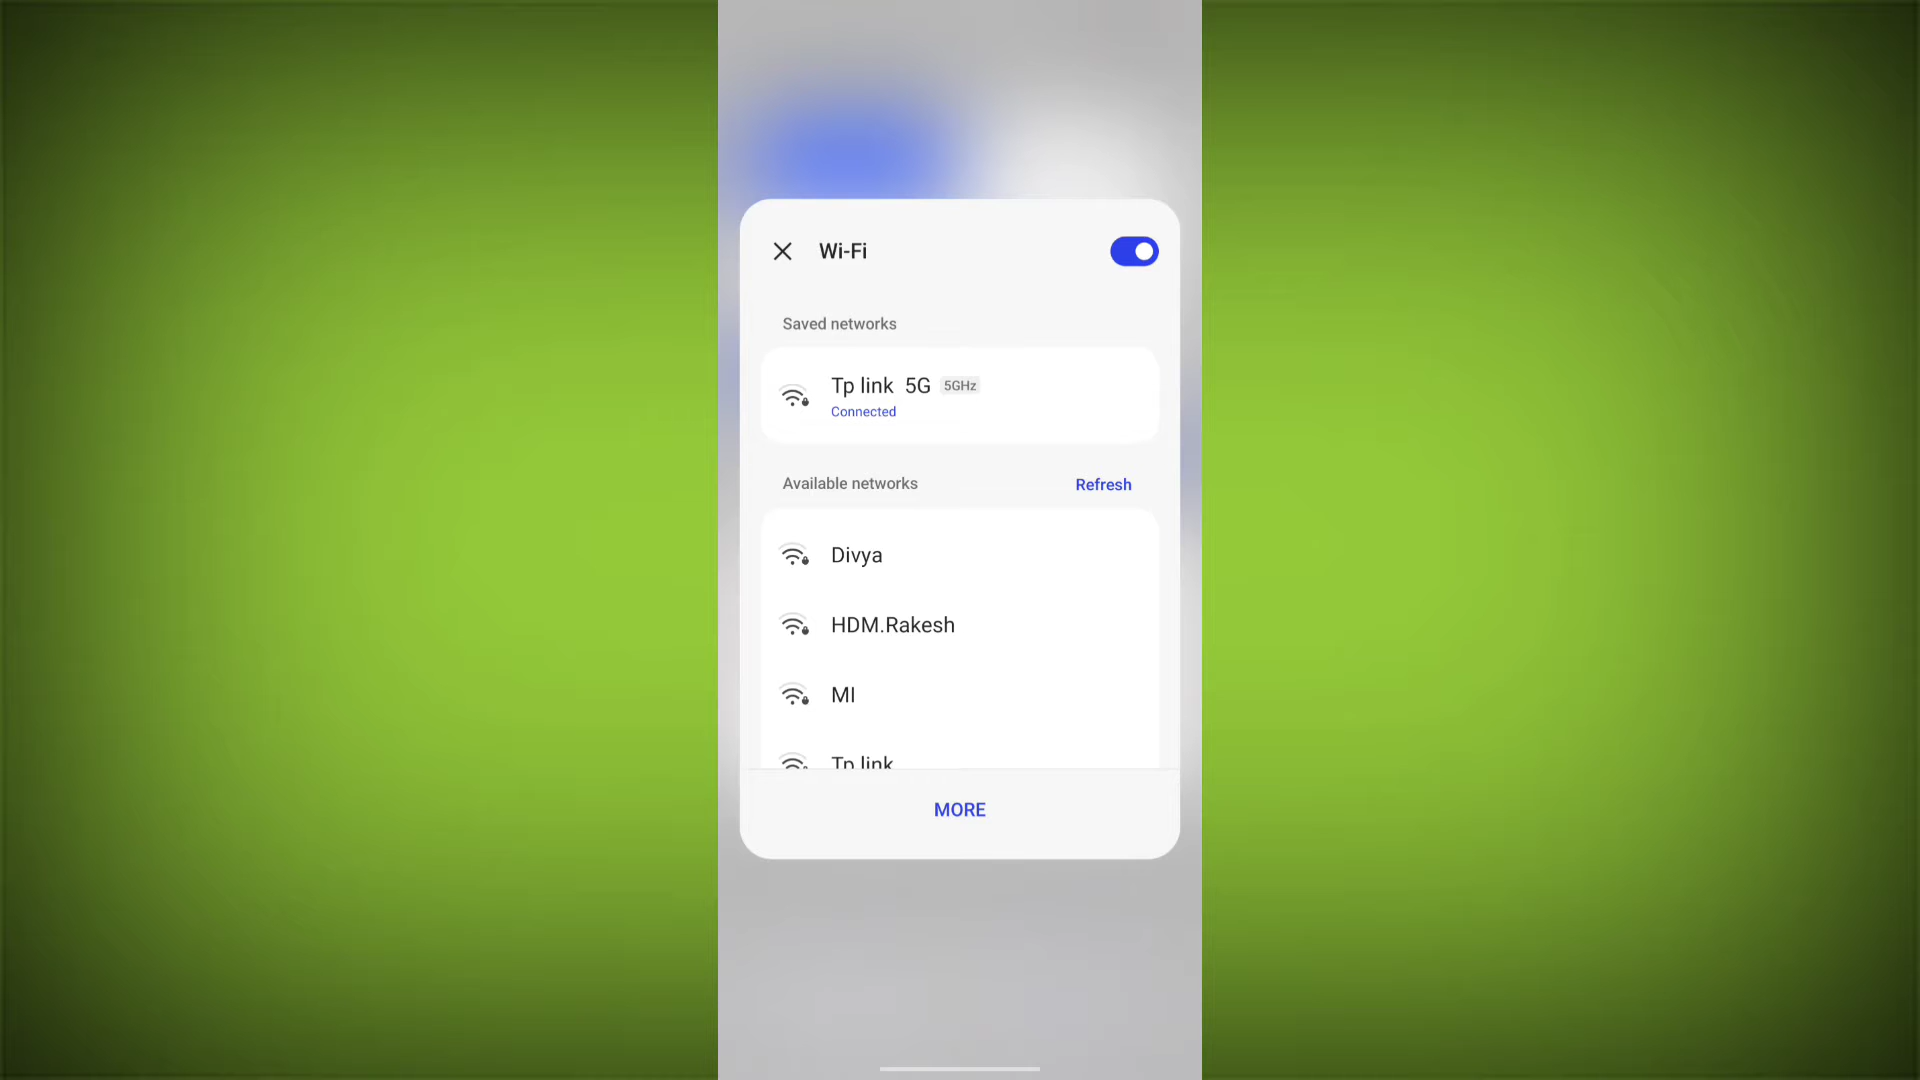 Wi-Fi
Saved networks
Tp link 5G 5GHz
Connected
Available networks Refresh
Divya
HDM.Rakesh
MI
Tp link
MORE